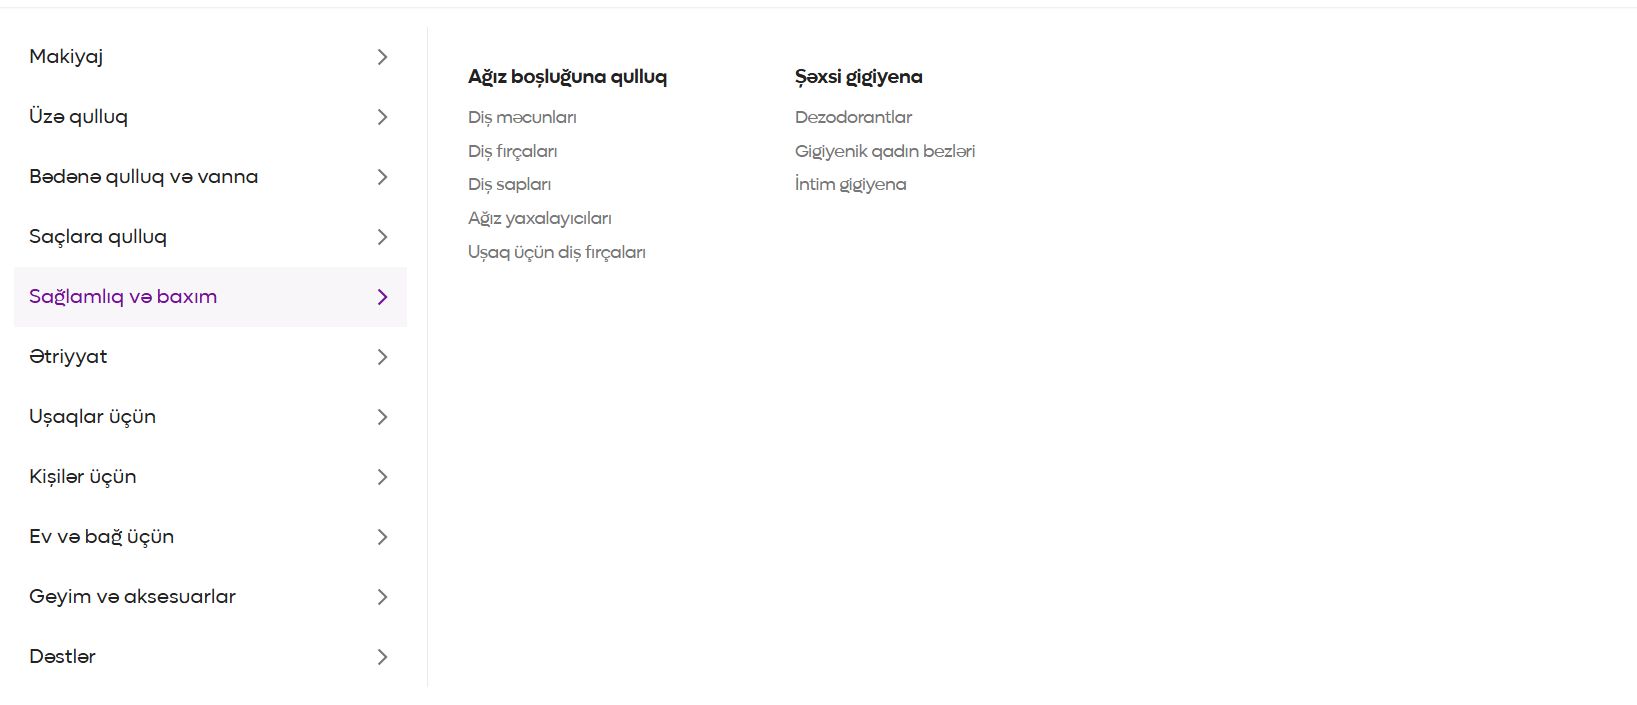 Makiyaj
Üzə qulluq
Bədənə qulluq və vanna
Saçlara qulluq
Sağlamlıq və baxım
Ətriyyat
Uşaqlar üçün
Kişilər üçün
Ev və bağ üçün
Geyim və aksesuarlar
Dəstlər
Ağız boşluğuna qulluq
Diş məcunları
Diş fırçaları
Diş sapları
Ağız yaxalayıcıları
Uşaq üçün diş fırçaları
Şəxsi gigiyena
Dezodorantlar
Gigiyenik qadın bezləri
İntim gigiyena